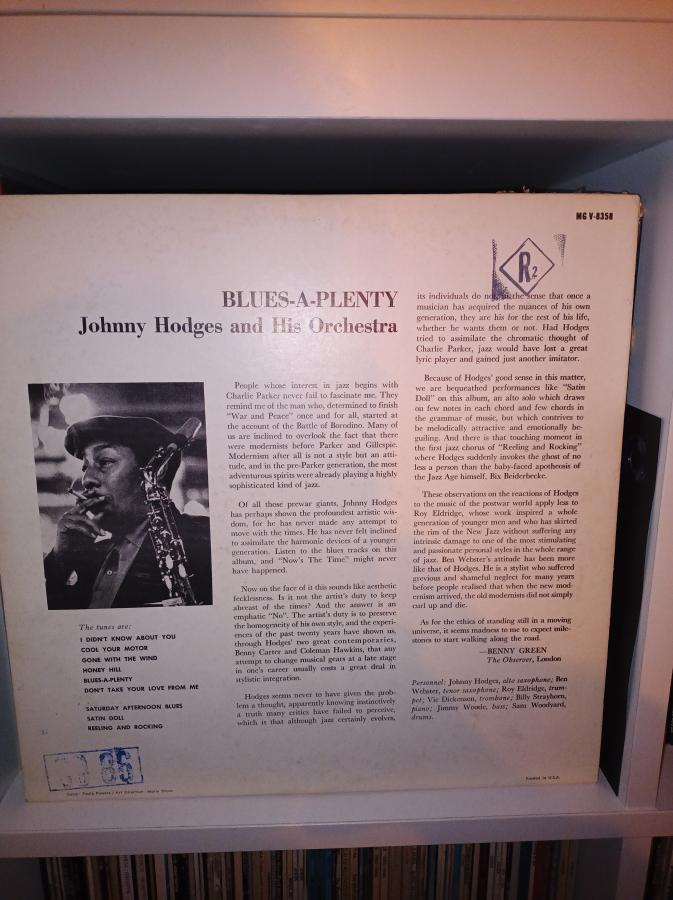 MG V-8358
R2
BLUES-A-PLENTY
Johnny Hodges and His Orchestra
People whose interest in jazz begins with
Charlie Parker never fail to fascinate me. They
remind me of the man who, determined to finish
"War and Peace" once and for all, started at
the account of the Battle of Borodino. Many of
us are inclined to overlook the fact that there
were modernists before Parker and Gillespie.
Modernism after all is not a style but an atti-
tude, and in the pre-Parker generation, the most
adventurous spirits were already playing a highly
sophisticated kind of jazz.
Of all those prewar giants, Johnny Hodges
has perhaps shown the profoundest artistic wis-
dom, for he has never made any attempt to
move with the times. He has never felt inclined
to assimilate the harmonic devices of a younger
generation. Listen to the blues tracks on this
album, and "Now's The Time" might never
have happened.
Now on the face of it this sounds like aesthetic
fecklessness. Is it not the artist's duty to keep
abreast of the times? And the answer is an
emphatic "No". The artist's duty is to preserve
the homogeneity of his own style, and the experi-
ences of the past twenty years have shown us,
through Hodges' two great contemporaries,
Benny Carter and Coleman Hawkins, that any
attempt to change musical gears at a late stage
in one's career usually costs a great deal in
stylistic integration.
Hodges seems never to have given the prob-
lem a thought, apparently knowing instinctively
a truth many critics have failed to perceive,
which is that although jazz certainly evolves,
its individuals do not, in the sense that once a
musician has acquired the nuances of his own
generation, they are his for the rest of his life,
whether he wants them or not. Had Hodges
tried to assimilate the chromatic thought of
Charlie Parker, jazz would have lost a great
lyric player and gained just another imitator.
Because of Hodges' good sense in this matter,
we are bequeathed performances like "Satin
Doll" on this album, an alto solo which draws
on few notes in each chord and few chords in
the grammar of music, but which contrives to
be melodically attractive and emotionally be-
guiling. And there is that touching moment in
the first jazz chorus of "Reeling and Rocking"
where Hodges suddenly invokes the ghost of no
less a person than the baby-faced apotheosis of
the Jazz Age himself, Bix Beiderbecke.
These observations on the reactions of Hodges
to the music of the postwar world apply less to
Roy Eldridge, whose work inspired a whole
generation of younger men and who has skirted
the rim of the New Jazz without suffering any
intrinsic damage to one of the most stimulating
and passionate personal styles in the whole range
of jazz. Ben Webster's attitude has been more
like that of Hodges. He is a stylist who suffered
grevious and shameful neglect for many years
before people realised that when the new mod-
ernism arrived, the old modernists did not simply
curl up and die.
As for the ethics of standing still in a moving
universe, it seems madness to me to expect mile-
stones to start walking along the road.
—BENNY GREEN
The Observer, London
Personnel: Johnny Hodges, alto saxophone; Ben
Webster, tenor saxophone; Roy Eldridge, trum-
pet; Vic Dickenson, trombone; Billy Strayhorn,
piano; Jimmy Woode, bass; Sam Woodyard,
drums.
The tunes are:
I DIDN'T KNOW ABOUT YOU
COOL YOUR MOTOR
GONE WITH THE WIND
HONEY HILL
BLUES-A-PLENTY
DON'T TAKE YOUR LOVE FROM ME
SATURDAY AFTERNOON BLUES
SATIN DOLL
REELING AND ROCKING
Printed in U.S.A.